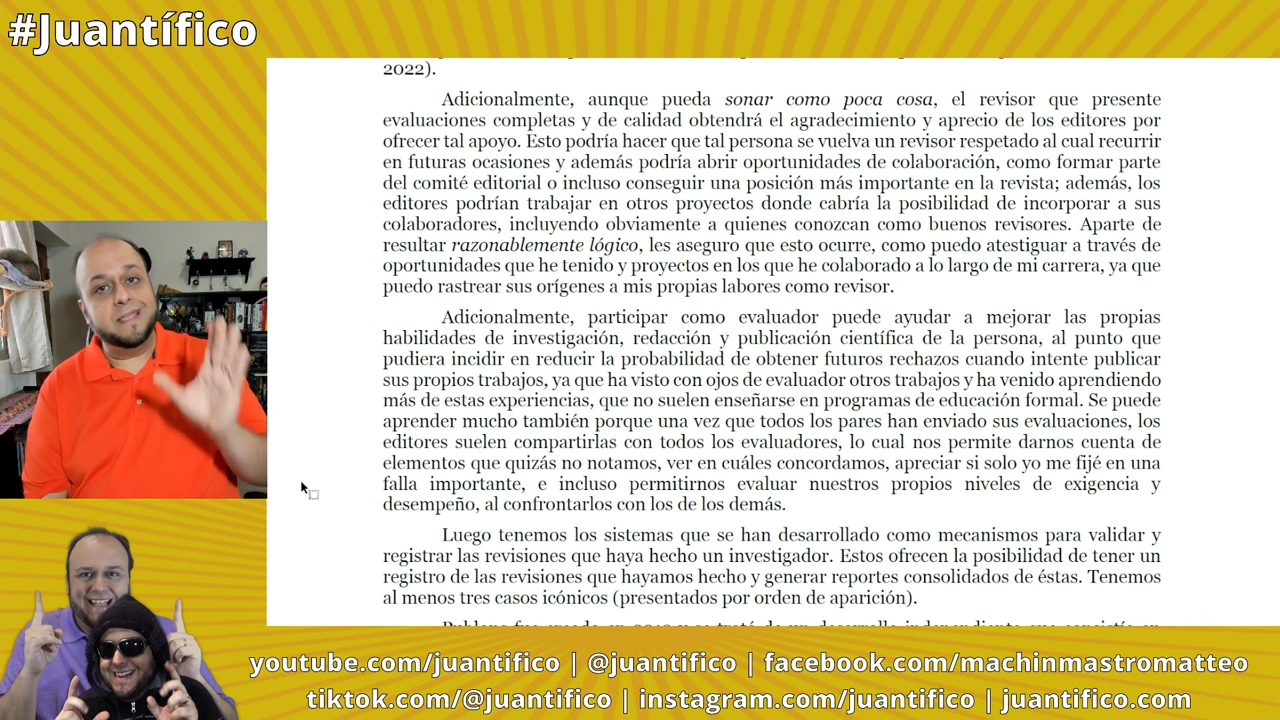 #Juantífico
2022).
Adicionalmente, aunque pueda sonar como poca cosa, el revisor que presente
evaluaciones completas y de calidad obtendrá el agradecimiento y aprecio de los editores por
ofrecer tal apoyo. Esto podría hacer que tal persona se vuelva un revisor respetado al cual recurrir
en futuras ocasiones y además podría abrir oportunidades de colaboración, como formar parte
del comité editorial o incluso conseguir una posición más importante en la revista; además, los
editores podrían trabajar en otros proyectos donde cabría la posibilidad de incorporar a sus
colaboradores, incluyendo obviamente a quienes conozcan como buenos revisores. Aparte de
resultar razonablemente lógico, les aseguro que esto ocurre, como puedo atestiguar a través de
oportunidades que he tenido y proyectos en los que he colaborado a lo largo de mi carrera, ya que
puedo rastrear sus orígenes a mis propias labores como revisor.
Adicionalmente, participar como evaluador puede ayudar a mejorar las propias
habilidades de investigación, redacción y publicación científica de la persona, al punto que
pudiera incidir en reducir la probabilidad de obtener futuros rechazos cuando intente publicar
sus propios trabajos, ya que ha visto con ojos de evaluador otros trabajos y ha venido aprendiendo
más de estas experiencias, que no suelen enseñarse en programas de educación formal. Se puede
aprender mucho también porque una vez que todos los pares han enviado sus evaluaciones, los
editores suelen compartirlas con todos los evaluadores, lo cual nos permite darnos cuenta de
elementos que quizás no notamos, ver en cuáles concordamos, apreciar si solo yo me fijé en una
falla importante, e incluso permitirnos evaluar nuestros propios niveles de exigencia y
desempeño, al confrontarlos con los de los demás.
Luego tenemos los sistemas que se han desarrollado como mecanismos para validar y
registrar las revisiones que haya hecho un investigador. Estos ofrecen la posibilidad de tener un
registro de las revisiones que hayamos hecho y generar reportes consolidados de éstas. Tenemos
al menos tres casos icónicos (presentados por orden de aparición).
youtube.com/juantifico | @juantifico | facebook.com/machinmastromatteo
tiktok.com/@juantifico | instagram.com/juantifico | juantifico.com